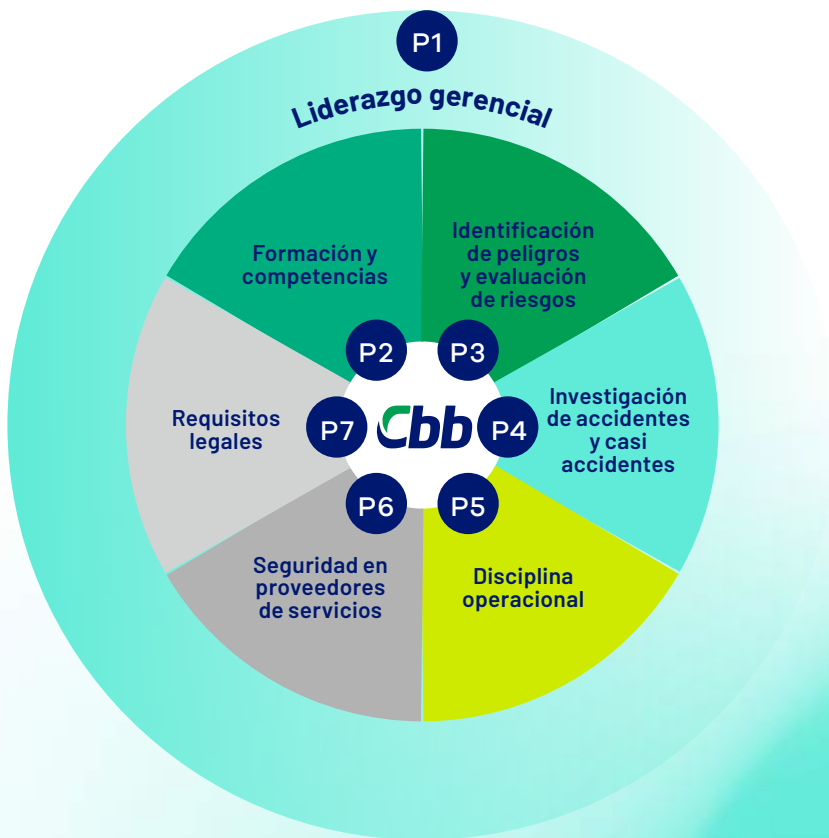 P1
Liderazgo gerencial
Formación y
competencias
P2
Identificación
de peligros
y evaluación
de riesgos
P3
Investigación
de accidentes
y casi
accidentes
P4
Disciplina
operacional
P5
Seguridad en
proveedores
de servicios
P6
Requisitos
legales
P7
Cbb